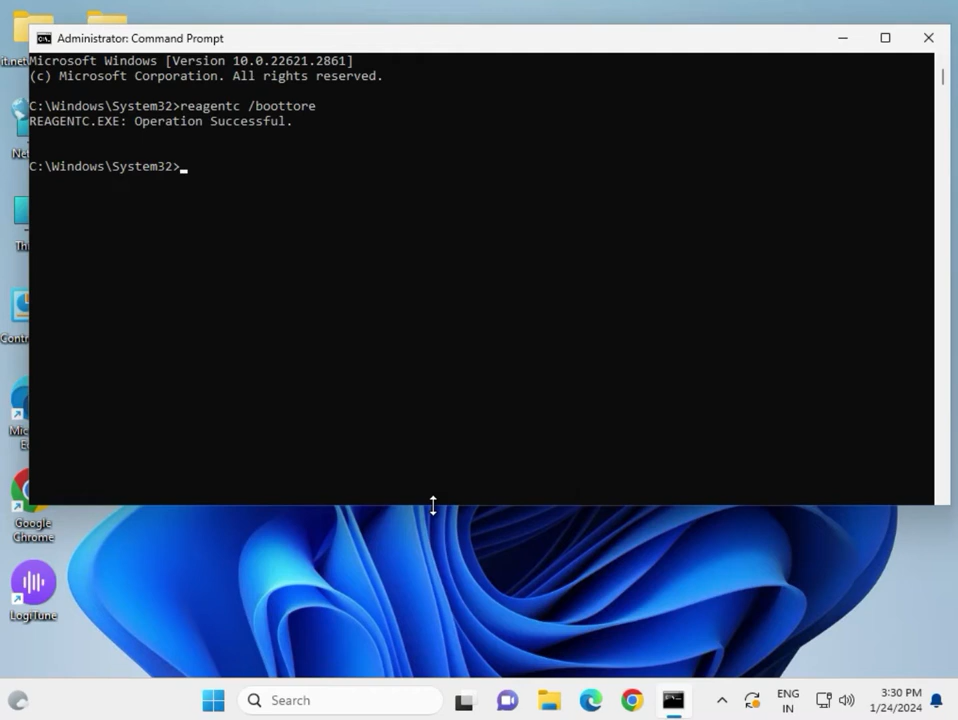 Administrator: Command Prompt
Microsoft Windows [Version 10.0.22621.2861]
(c) Microsoft Corporation. All rights reserved.
C:\Windows\System32>reagentc /boottore
REAGENTC.EXE: Operation Successful.
C:\Windows\System32>
Google
Chrome
LogiTune
Search
ENG
IN
3:30 PM
1/24/2024